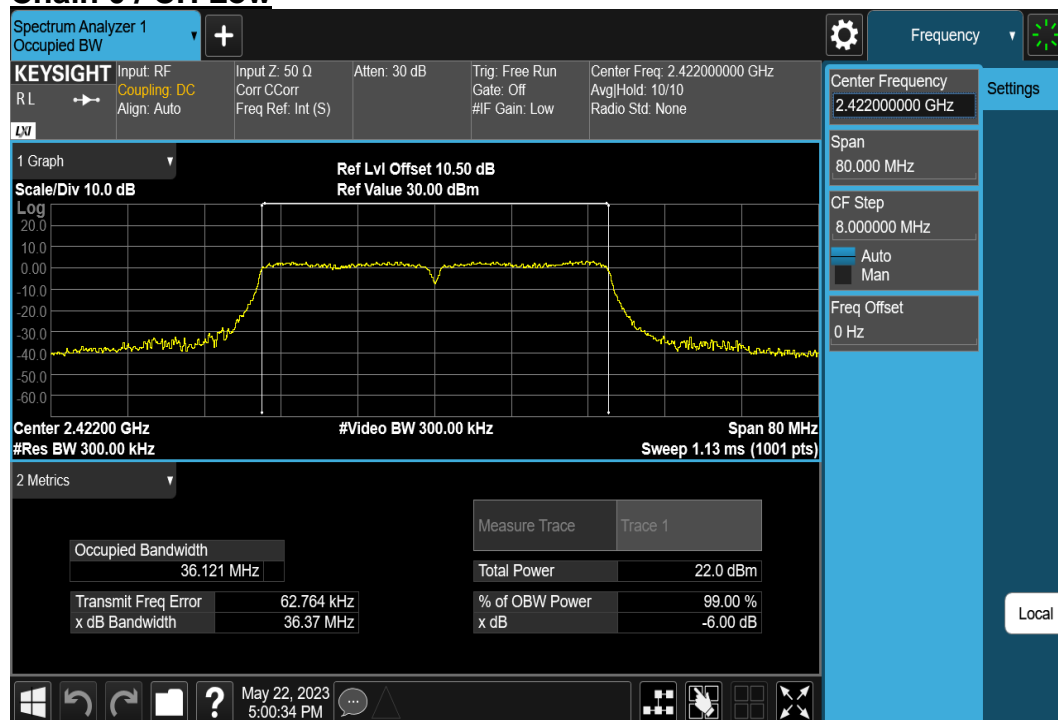 Spectrum Analyzer 1
Occupied BW
Frequency
KEYSIGHT
R L
LXI
Input: RF
Coupling: DC
Align: Auto
Input Z: 50 Ω
Corr CCorr
Freq Ref: Int (S)
Atten: 30 dB
Trig: Free Run
Gate: Off
#IF Gain: Low
Center Freq: 2.422000000 GHz
Avg|Hold: 10/10
Radio Std: None
Center Frequency
2.422000000 GHz
Settings
Span
80.000 MHz
CF Step
8.000000 MHz
Auto
Man
Freq Offset
0 Hz
Local
1 Graph
Scale/Div 10.0 dB
Ref Lvl Offset 10.50 dB
Ref Value 30.00 dBm
Log
20.0
10.0
0.00
-10.0
-20.0
-30.0
-40.0
-50.0
-60.0
Center 2.42200 GHz
#Video BW 300.00 kHz
Span 80 MHz
#Res BW 300.00 kHz
Sweep 1.13 ms (1001 pts)
2 Metrics
Measure Trace Trace 1
Occupied Bandwidth
36.121 MHz
Total Power 22.0 dBm
Transmit Freq Error 62.764 kHz
% of OBW Power 99.00 %
x dB Bandwidth 36.37 MHz
x dB -6.00 dB
?
May 22, 2023
5:00:34 PM